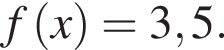 f (x) = 3, 5.